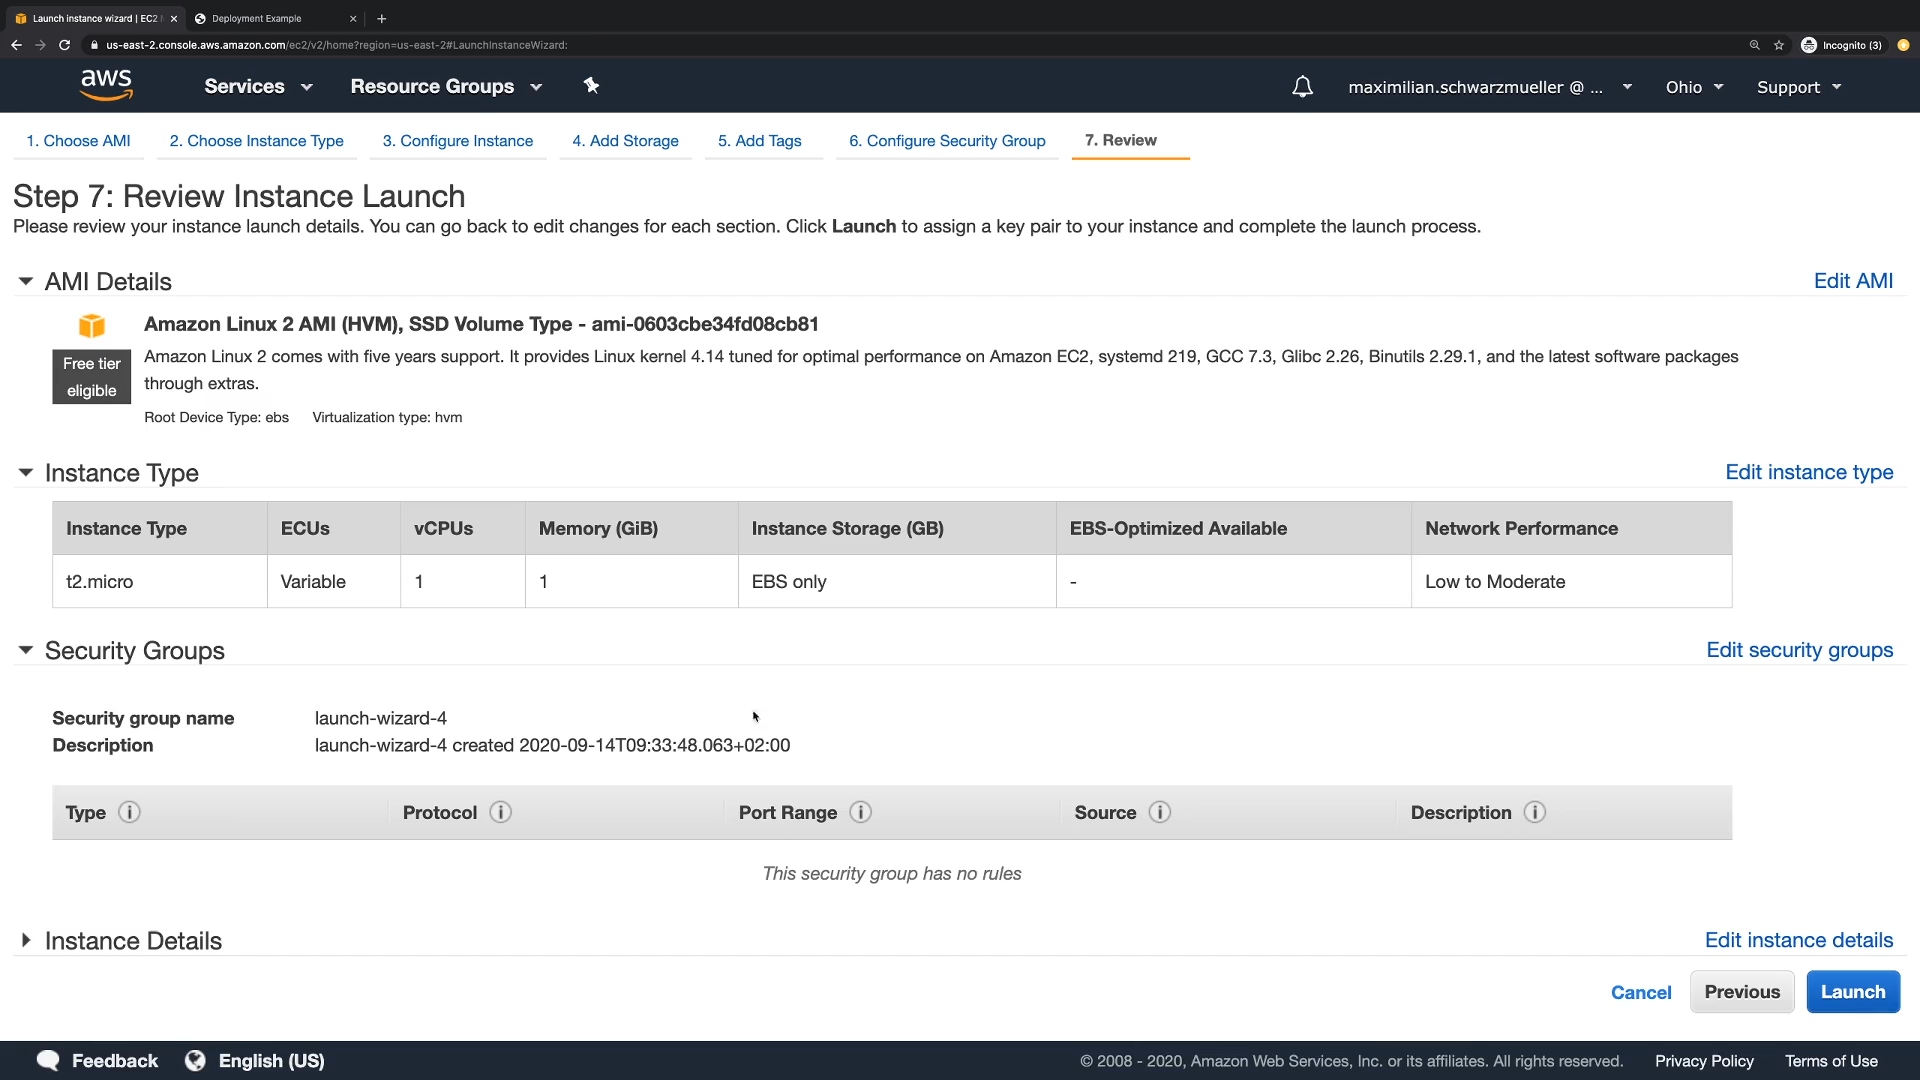 Launch instance wizard | EC2
Deployment Example
us-east-2.console.aws.amazon.com/ec2/v2/home?region=us-east-2#LaunchInstanceWizard:
Incognito (3)
aws
Services
Resource Groups
maximilian.schwarzmueller @ ...
Ohio
Support
1. Choose AMI
2. Choose Instance Type
3. Configure Instance
4. Add Storage
5. Add Tags
6. Configure Security Group
7. Review
Step 7: Review Instance Launch
Please review your instance launch details. You can go back to edit changes for each section. Click Launch to assign a key pair to your instance and complete the launch process.
AMI Details
Edit AMI
Amazon Linux 2 AMI (HVM), SSD Volume Type - ami-0603cbe34fd08cb81
Free tier
eligible
Amazon Linux 2 comes with five years support. It provides Linux kernel 4.14 tuned for optimal performance on Amazon EC2, systemd 219, GCC 7.3, Glibc 2.26, Binutils 2.29.1, and the latest software packages
through extras.
Root Device Type: ebs Virtualization type: hvm
Instance Type
Edit instance type
Instance Type ECUs vCPUs Memory (GiB) Instance Storage (GB) EBS-Optimized Available Network Performance
t2.micro Variable 1 1 EBS only - Low to Moderate
Security Groups
Edit security groups
Security group name launch-wizard-4
Description launch-wizard-4 created 2020-09-14T09:33:48.063+02:00
Type i Protocol i Port Range i Source i Description i
This security group has no rules
Instance Details
Edit instance details
Cancel
Previous
Launch
Feedback
English (US)
© 2008 - 2020, Amazon Web Services, Inc. or its affiliates. All rights reserved.
Privacy Policy
Terms of Use